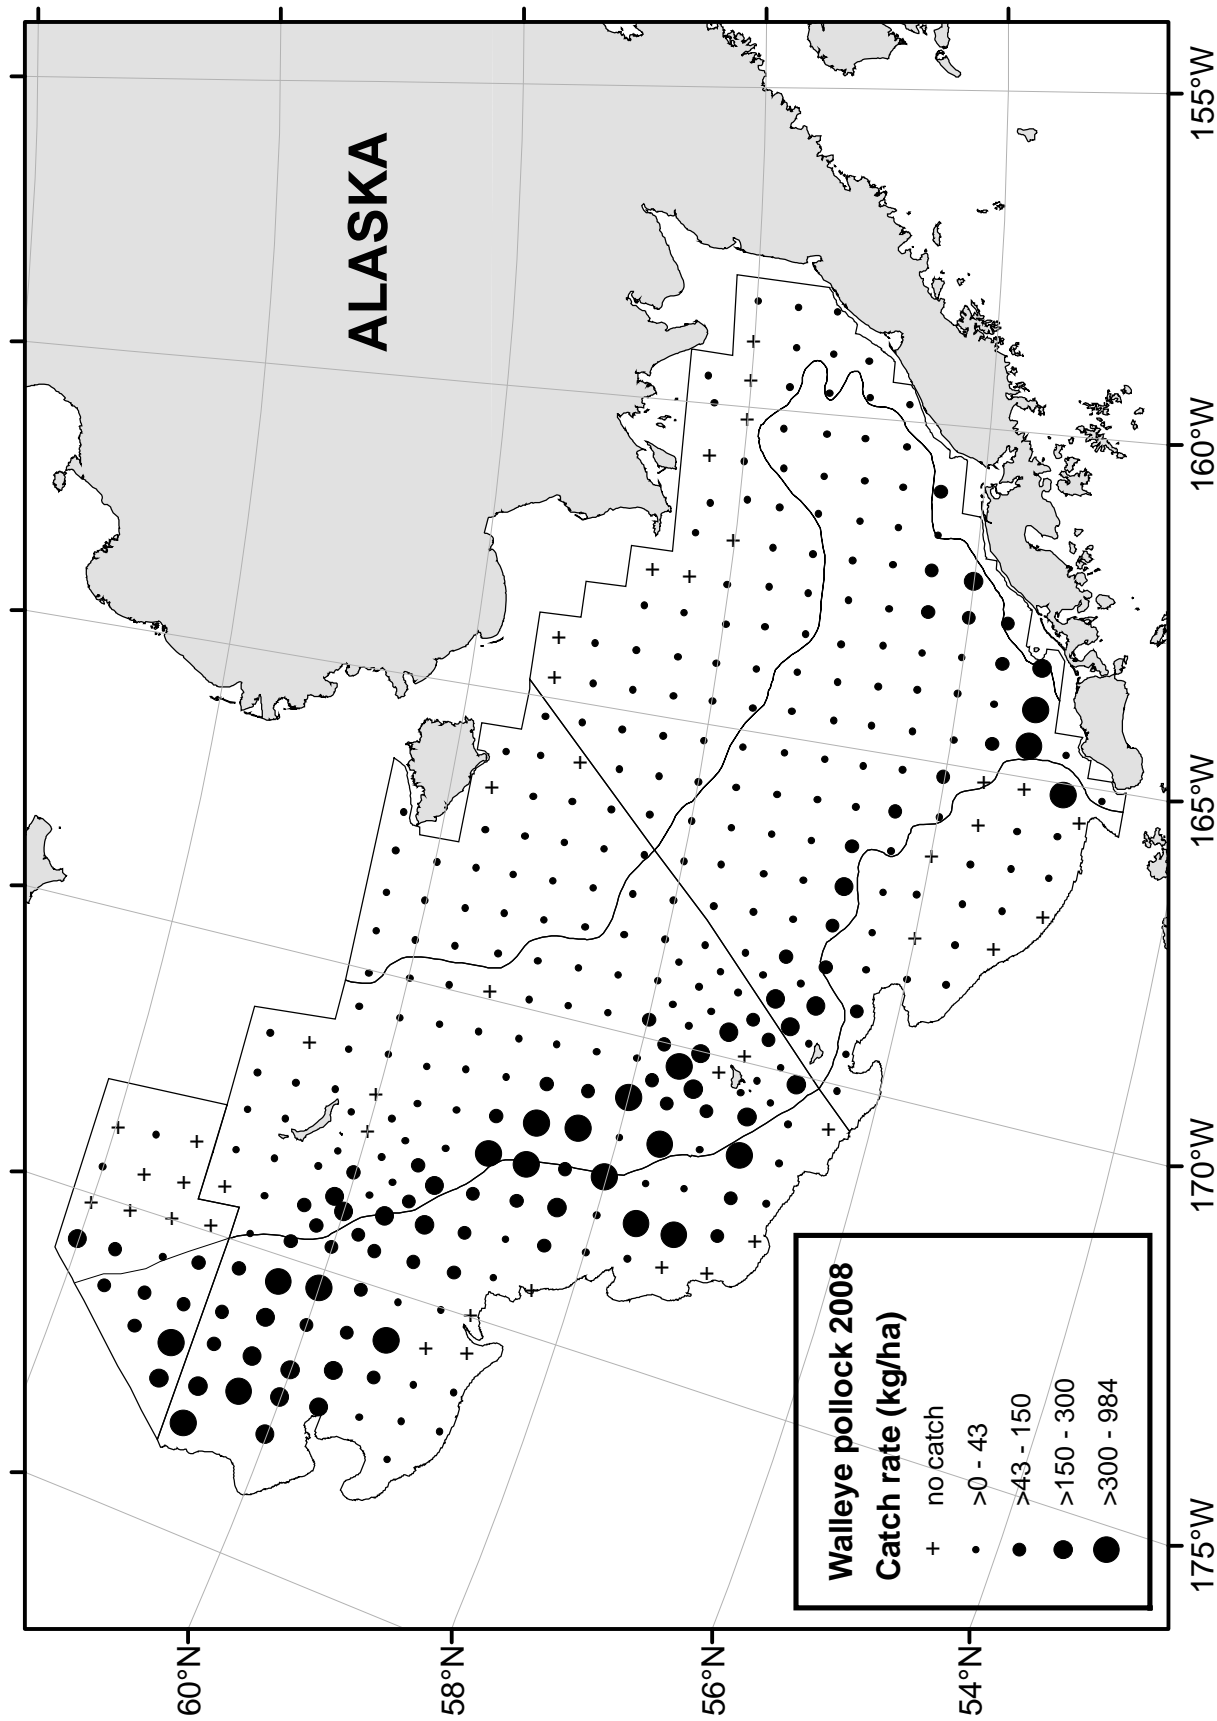 ALASKA
60°N
58°N
56°N
54°N
175°W
170°W
165°W
160°W
155°W
Walleye pollock 2008
Catch rate (kg/ha)
no catch
>0 - 43
>43 - 150
>150 - 300
>300 - 984